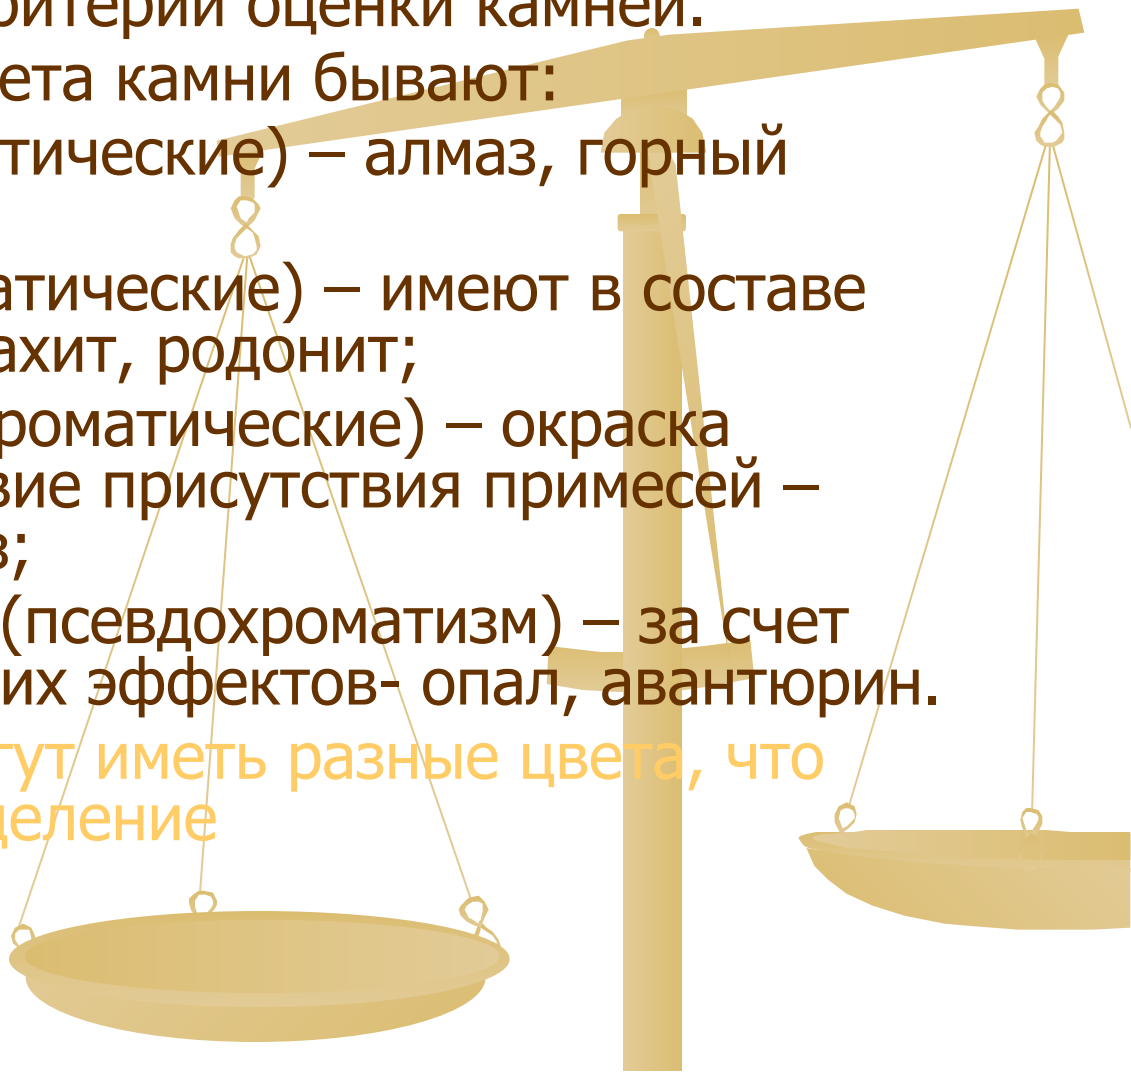 ритерии оценки камней.
ета камни бывают:
тические) – алмаз, горный
атические) – имеют в составе
ахит, родонит;
роматические) – окраска
вие присутствия примесей –
в;
(псевдохроматизм) – за счет
их эффектов- опал, авантюрин.
гут иметь разные цвета, что
деление